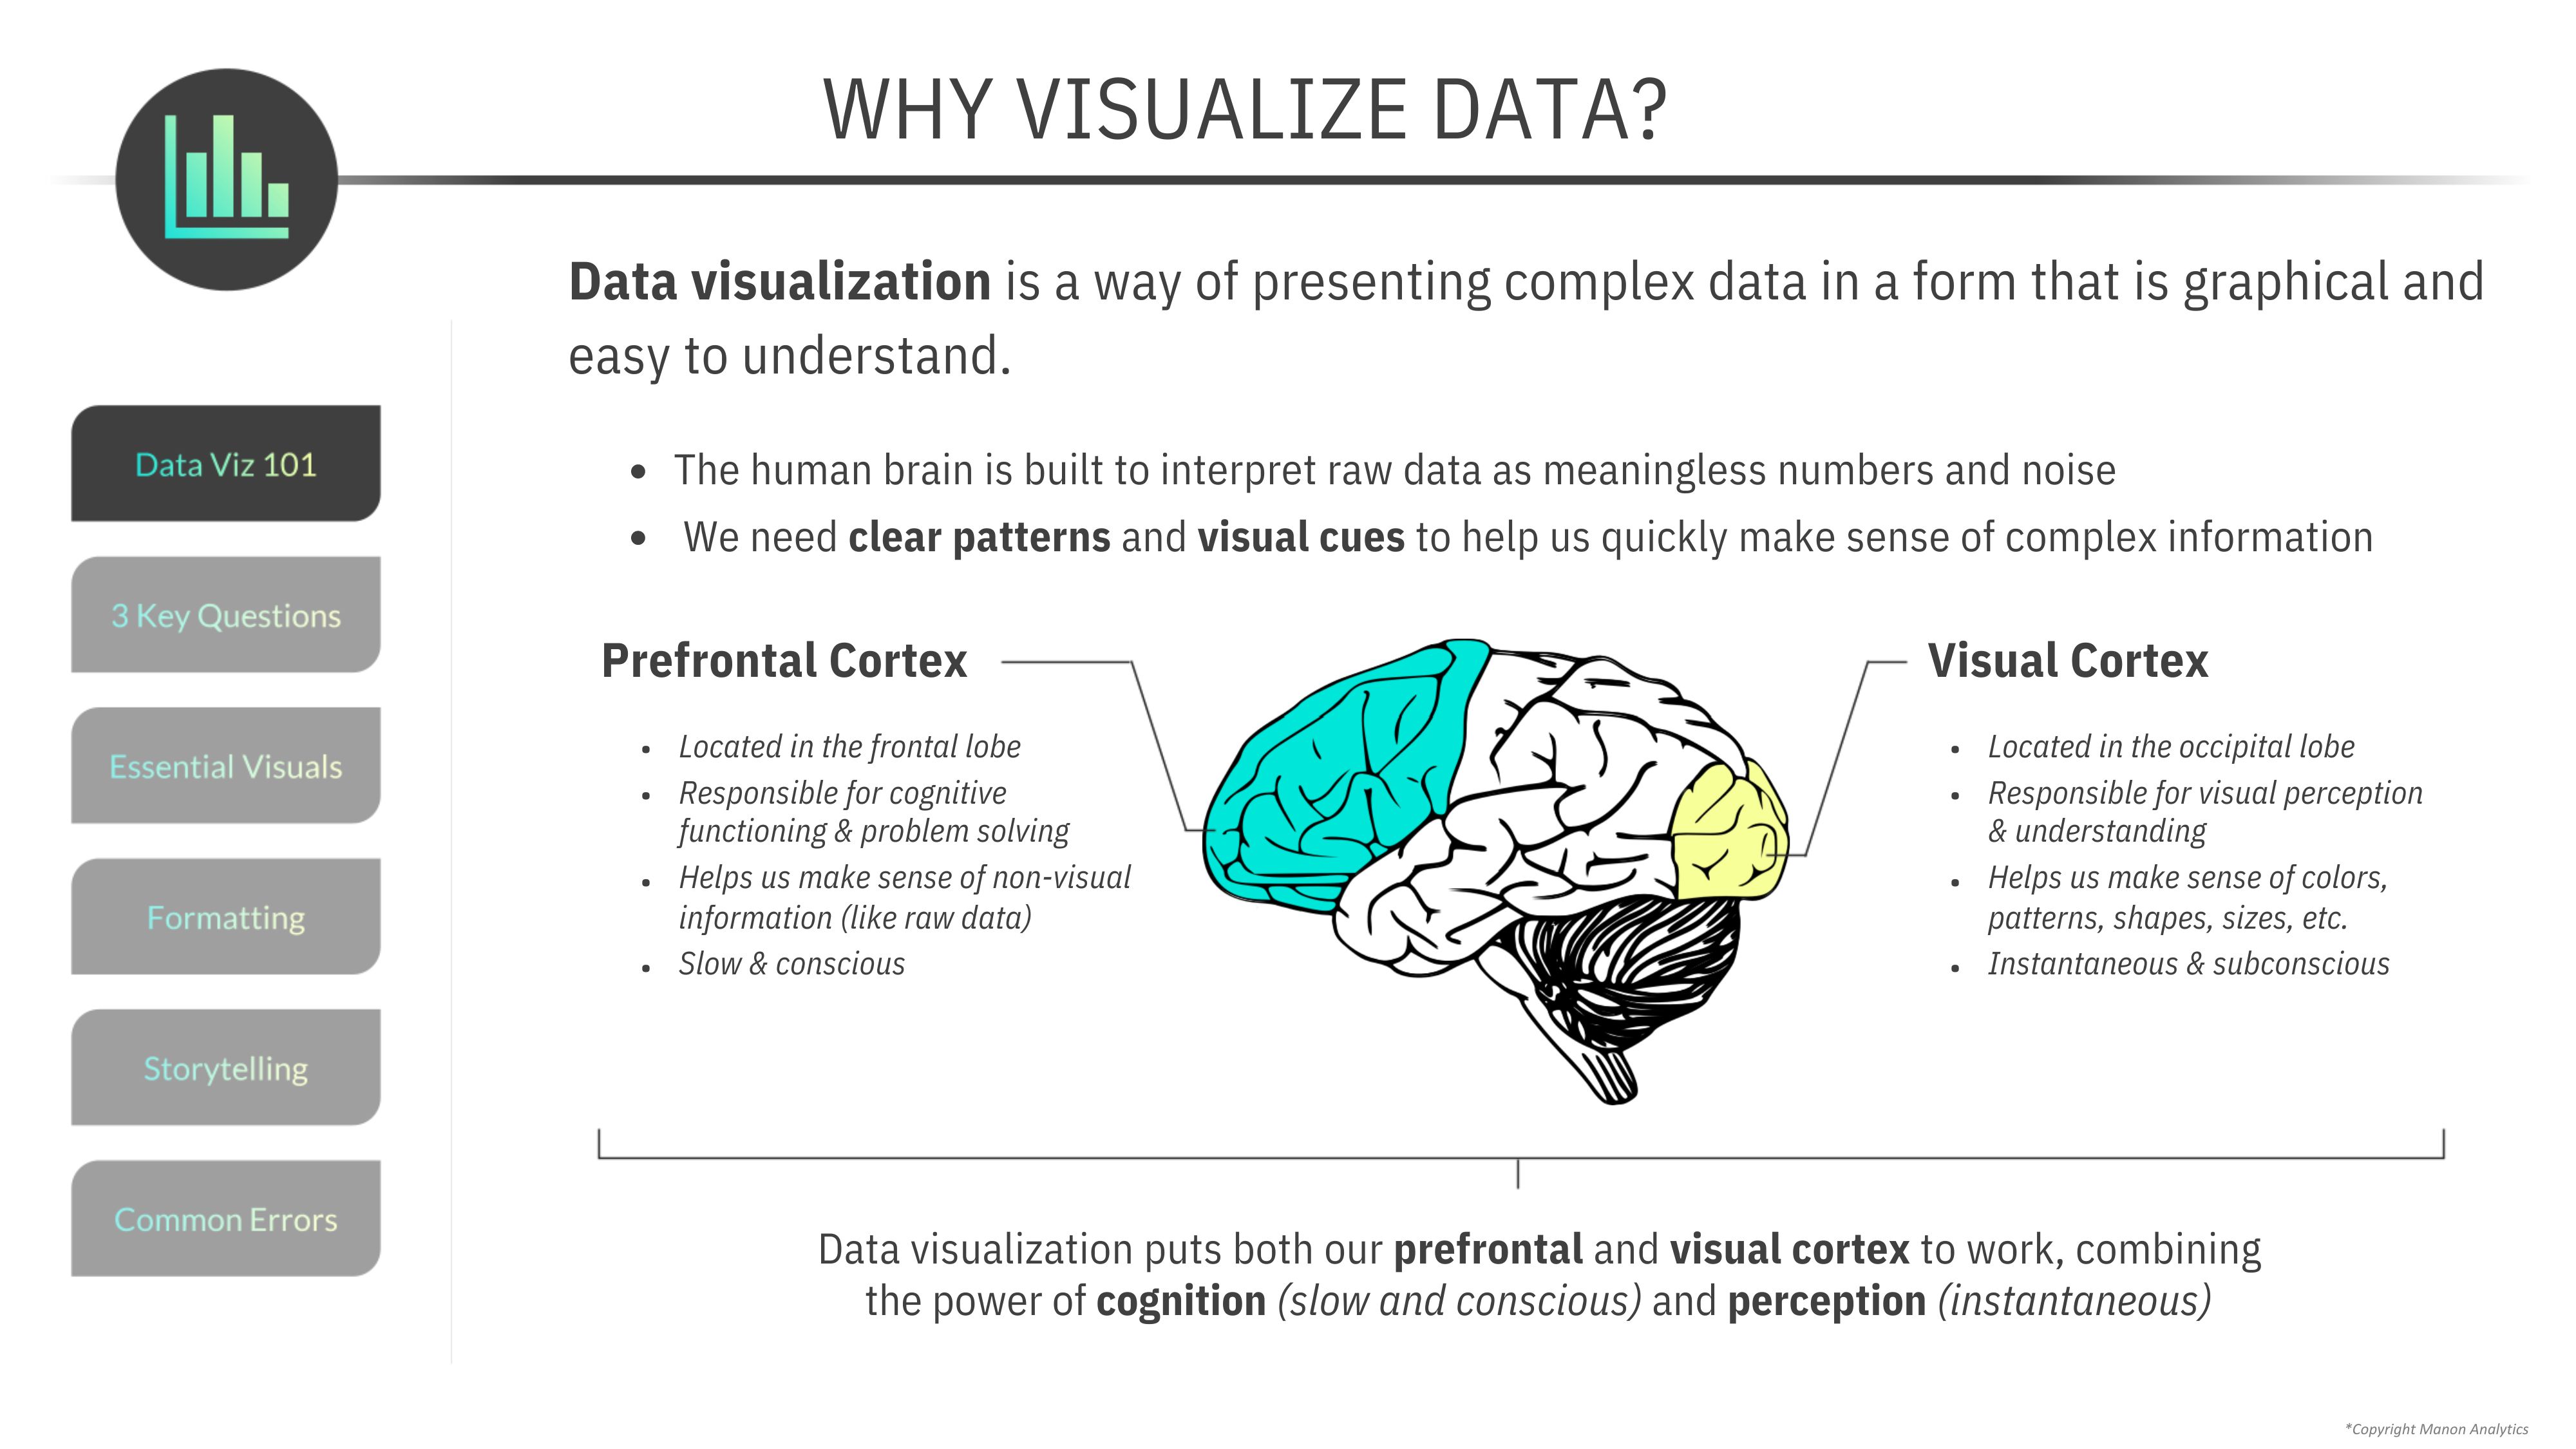 WHY VISUALIZE DATA?
Data visualization is a way of presenting complex data in a form that is graphical and
easy to understand.
Data Viz 101
3 Key Questions
Essential Visuals
Formatting
Storytelling
Common Errors
• The human brain is built to interpret raw data as meaningless numbers and noise
• We need clear patterns and visual cues to help us quickly make sense of complex information
Prefrontal Cortex
• Located in the frontal lobe
• Responsible for cognitive
functioning & problem solving
• Helps us make sense of non-visual
information (like raw data)
• Slow & conscious
Visual Cortex
• Located in the occipital lobe
• Responsible for visual perception
& understanding
• Helps us make sense of colors,
patterns, shapes, sizes, etc.
• Instantaneous & subconscious
Data visualization puts both our prefrontal and visual cortex to work, combining
the power of cognition (slow and conscious) and perception (instantaneous)
*Copyright Manon Analytics